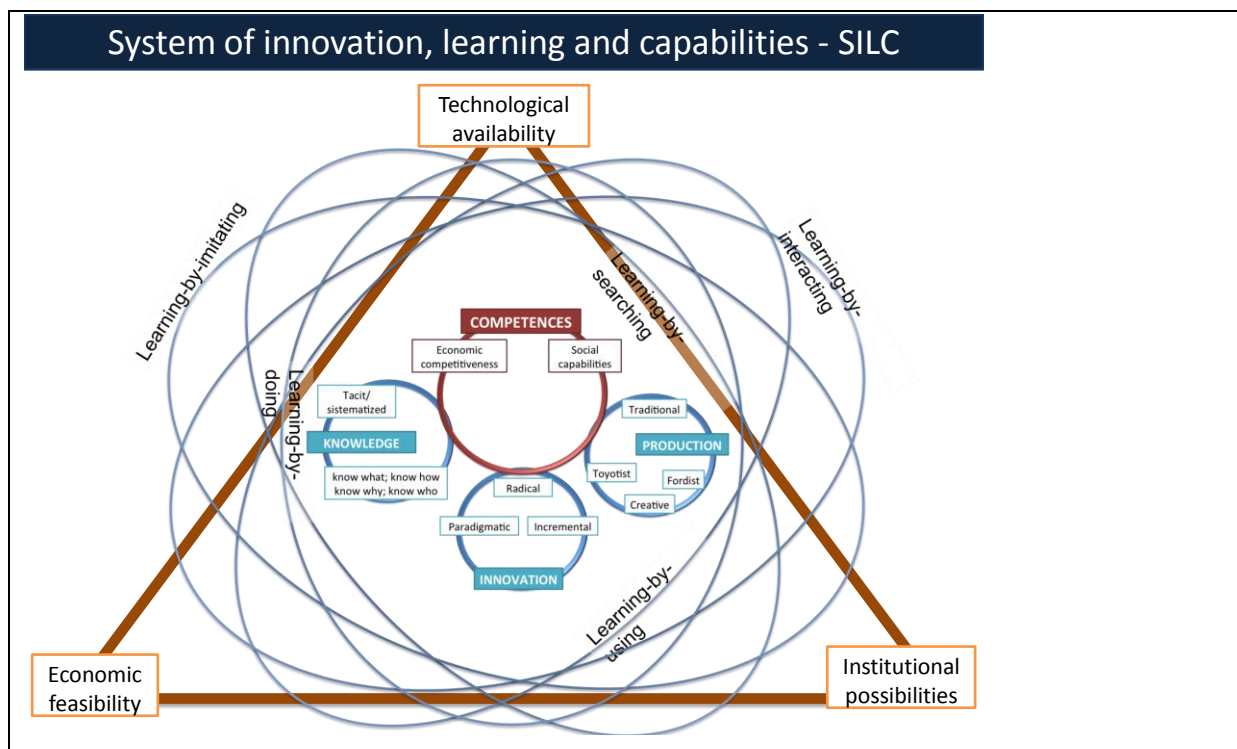 System of innovation, learning and capabilities - SILC
Technological
availability
Learning-by-imitating
Learning-by-
interacting
Learning-by-
searching
COMPETENCES
Economic
competitiveness
Social
capabilities
Learning-by-
doing
Tacit/
sistematized
KNOWLEDGE
know what; know how
know why; know who
Traditional
PRODUCTION
Toyotist
Fordist
Creative
Radical
Paradigmatic
Incremental
INNOVATION
Learning-by-
using
Economic
feasibility
Institutional
possibilities